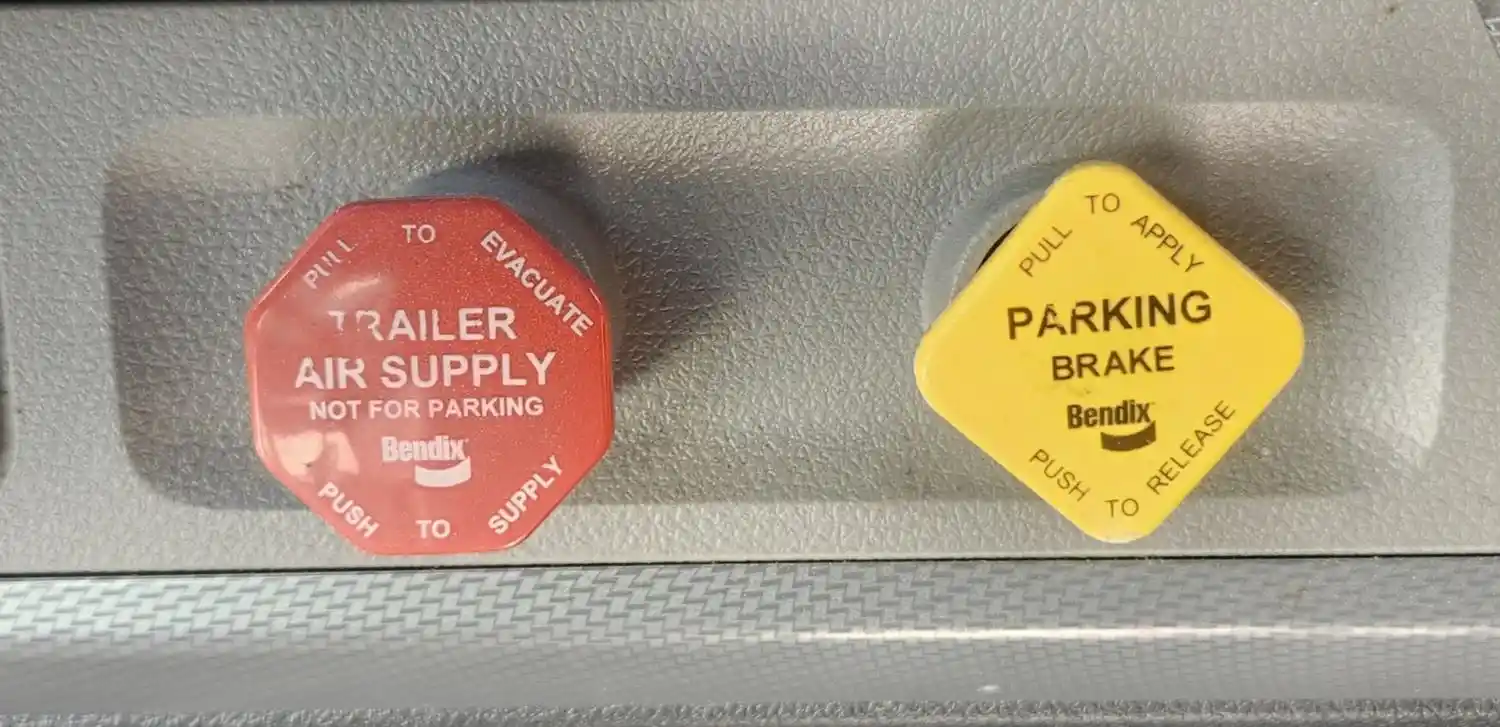 PULL TO EVACUATE
TRAILER
AIR SUPPLY
NOT FOR PARKING
Bendix
PUSH TO SUPPLY
PULL TO APPLY
PARKING
BRAKE
Bendix
PUSH TO RELEASE